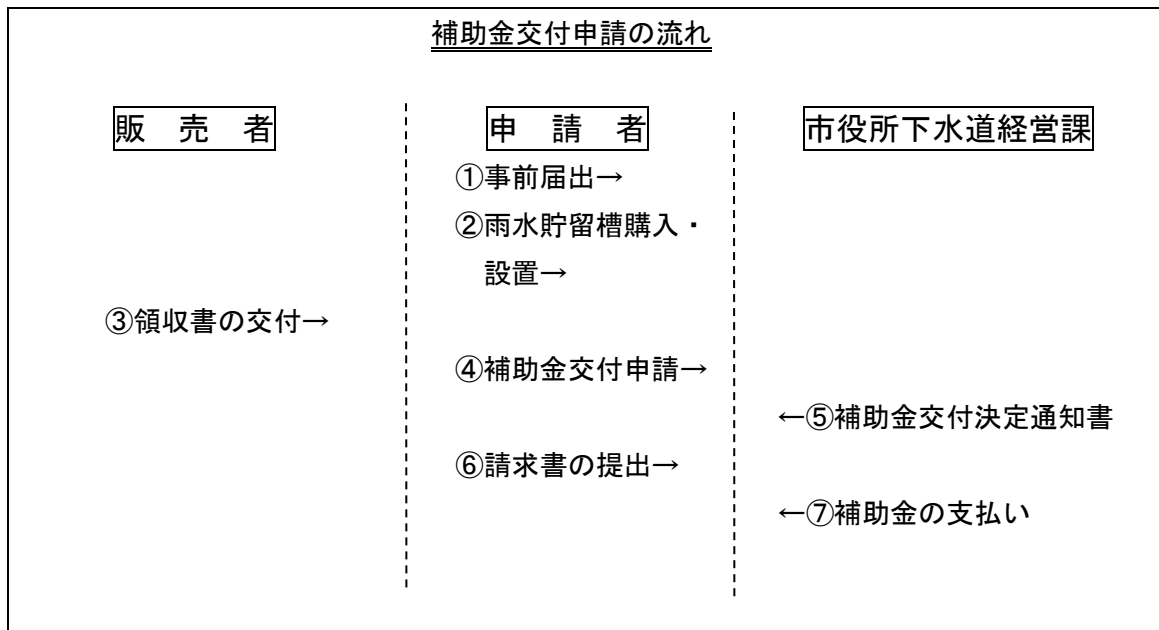 補助金交付申請の流れ
販　売　者　申　請　者　市役所下水道経営課
①事前届出→
②雨水貯留槽購入・
設置→
③領収書の交付→
④補助金交付申請→
←⑤補助金交付決定通知書
⑥請求書の提出→
←⑦補助金の支払い